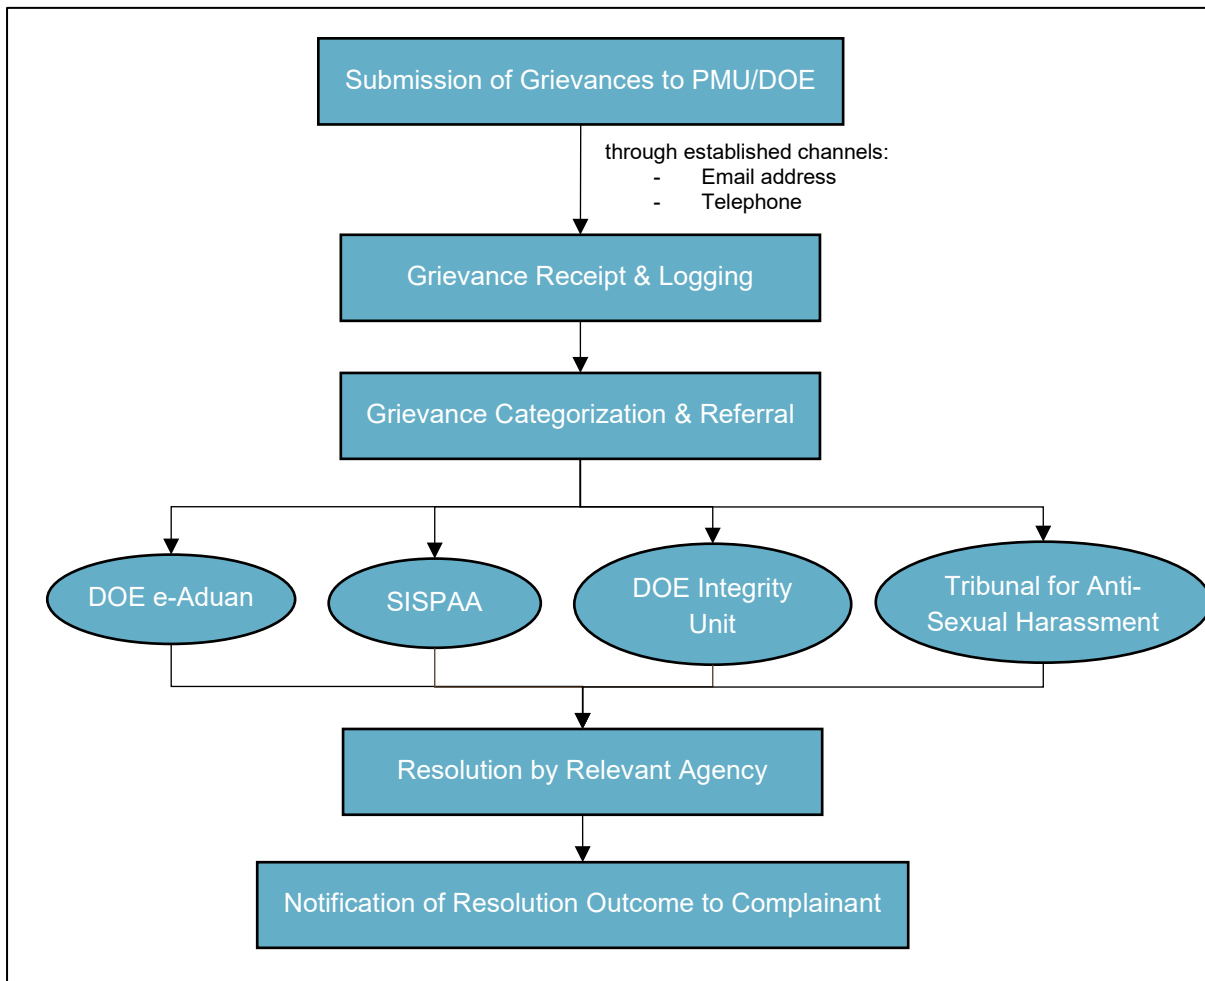 Submission of Grievances to PMU/DOE
through established channels:
- Email address
- Telephone
Grievance Receipt & Logging
Grievance Categorization & Referral
DOE e-Aduan
SISPAA
DOE Integrity
Unit
Tribunal for Anti-
Sexual Harassment
Resolution by Relevant Agency
Notification of Resolution Outcome to Complainant